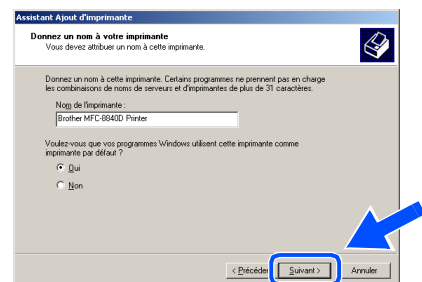 Assistant Ajout d'imprimante
Donnez un nom à votre imprimante
Vous devez attribuer un nom à cette imprimante.
Donnez un nom à cette imprimante. Certains programmes ne prennent pas en charge
les combinaisons de noms de serveurs et d'imprimantes de plus de 31 caractères.
Nom de l'imprimante :
Brother MFC-8840D Printer
Voulez-vous que vos programmes Windows utilisent cette imprimante comme
imprimante par défaut ?
Oui
Non
< Précéden Suivant > Annuler